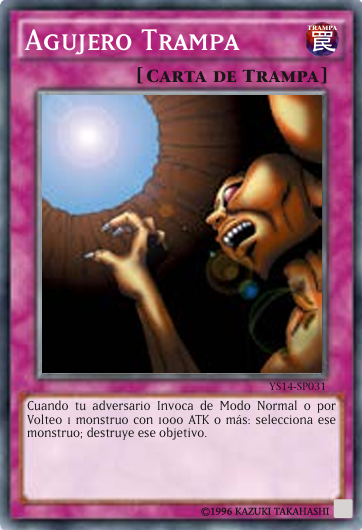 AGUJERO TRAMPA
TRAMPA
罠
[CARTA DE TRAMPA]
YS14-SP031
Cuando tu adversario Invoca de Modo Normal o por
Volteo 1 monstruo con 1000 ATK o más: selecciona ese
monstruo; destruye ese objetivo.
©1996 KAZUKI TAKAHASHI